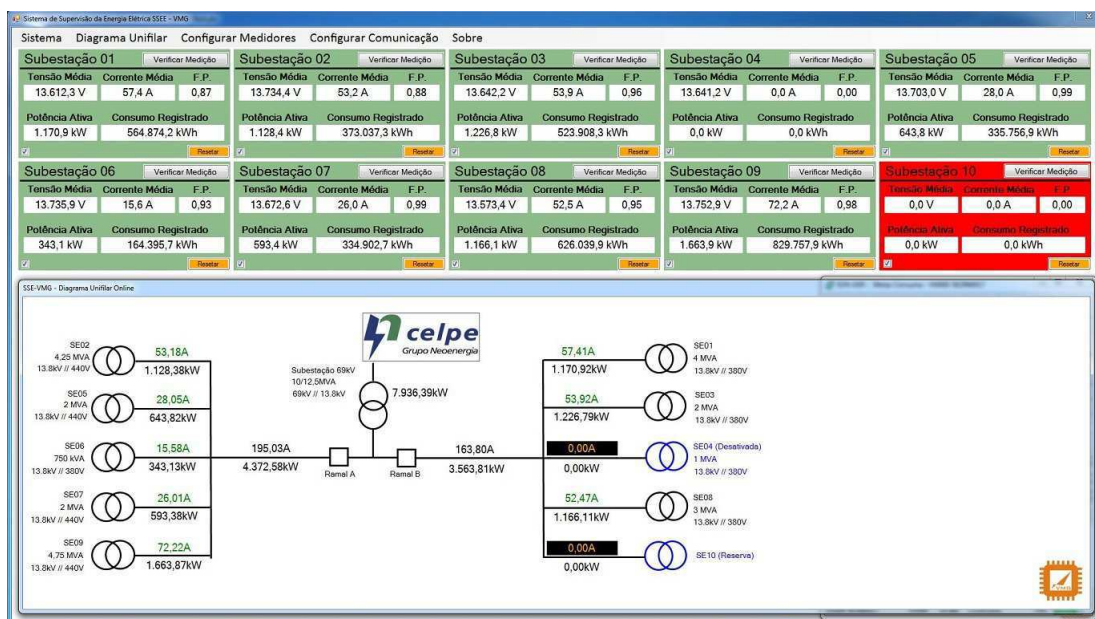 Sistema de Supervisão da Energia Elétrica SSEE - VMG
Sistema Diagrama Unifilar Configurar Medidores Configurar Comunicação Sobre
Subestação 01 Verificar Medição
Tensão Média Corrente Média F.P.
13.612,3 V 57,4 A 0,87
Potência Ativa Consumo Registrado
1.170,9 kW 564.874,2 kWh
Resetar
Subestação 02 Verificar Medição
Tensão Média Corrente Média F.P.
13.734,4 V 53,2 A 0,88
Potência Ativa Consumo Registrado
1.128,4 kW 373.037,3 kWh
Resetar
Subestação 03 Verificar Medição
Tensão Média Corrente Média F.P.
13.642,2 V 53,9 A 0,96
Potência Ativa Consumo Registrado
1.226,8 kW 523.908,3 kWh
Resetar
Subestação 04 Verificar Medição
Tensão Média Corrente Média F.P.
13.641,2 V 0,0 A 0,00
Potência Ativa Consumo Registrado
0,0 kW 0,0 kWh
Resetar
Subestação 05 Verificar Medição
Tensão Média Corrente Média F.P.
13.703,0 V 28,0 A 0,99
Potência Ativa Consumo Registrado
643,8 kW 335.756,9 kWh
Resetar
Subestação 06 Verificar Medição
Tensão Média Corrente Média F.P.
13.735,9 V 15,6 A 0,93
Potência Ativa Consumo Registrado
343,1 kW 164.395,7 kWh
Resetar
Subestação 07 Verificar Medição
Tensão Média Corrente Média F.P.
13.672,6 V 26,0 A 0,99
Potência Ativa Consumo Registrado
593,4 kW 334.902,7 kWh
Resetar
Subestação 08 Verificar Medição
Tensão Média Corrente Média F.P.
13.573,4 V 52,5 A 0,95
Potência Ativa Consumo Registrado
1.166,1 kW 626.039,9 kWh
Resetar
Subestação 09 Verificar Medição
Tensão Média Corrente Média F.P.
13.752,9 V 72,2 A 0,98
Potência Ativa Consumo Registrado
1.663,9 kW 829.757,9 kWh
Resetar
Subestação 10 Verificar Medição
Tensão Média Corrente Média F.P.
0,0 V 0,0 A 0,00
Potência Ativa Consumo Registrado
0,0 kW 0,0 kWh
Resetar
SSE-VMG - Diagrama Unifilar Online
celpe
Grupo Neoenergia
Subestação 69kV
10/12,5MVA
69kV // 13.8kV
7.936,39kW
SE02
4,25 MVA
13.8kV // 440V
53,18A
1.128,38kW
SE05
2 MVA
13.8kV // 440V
28,05A
643,82kW
SE06
750 kVA
13.8kV // 380V
15,58A
343,13kW
SE07
2 MVA
13.8kV // 440V
26,01A
593,38kW
SE09
4,75 MVA
13.8kV // 440V
72,22A
1.663,87kW
195,03A
4.372,58kW
Ramal A
Ramal B
163,80A
3.563,81kW
57,41A
1.170,92kW
SE01
4 MVA
13.8kV // 380V
53,92A
1.226,79kW
SE03
2 MVA
13.8kV // 380V
0,00A
0,00kW
SE04 (Desativada)
1 MVA
13.8kV // 380V
52,47A
1.166,11kW
SE08
3 MVA
13.8kV // 380V
0,00A
0,00kW
SE10 (Reserva)
VMG